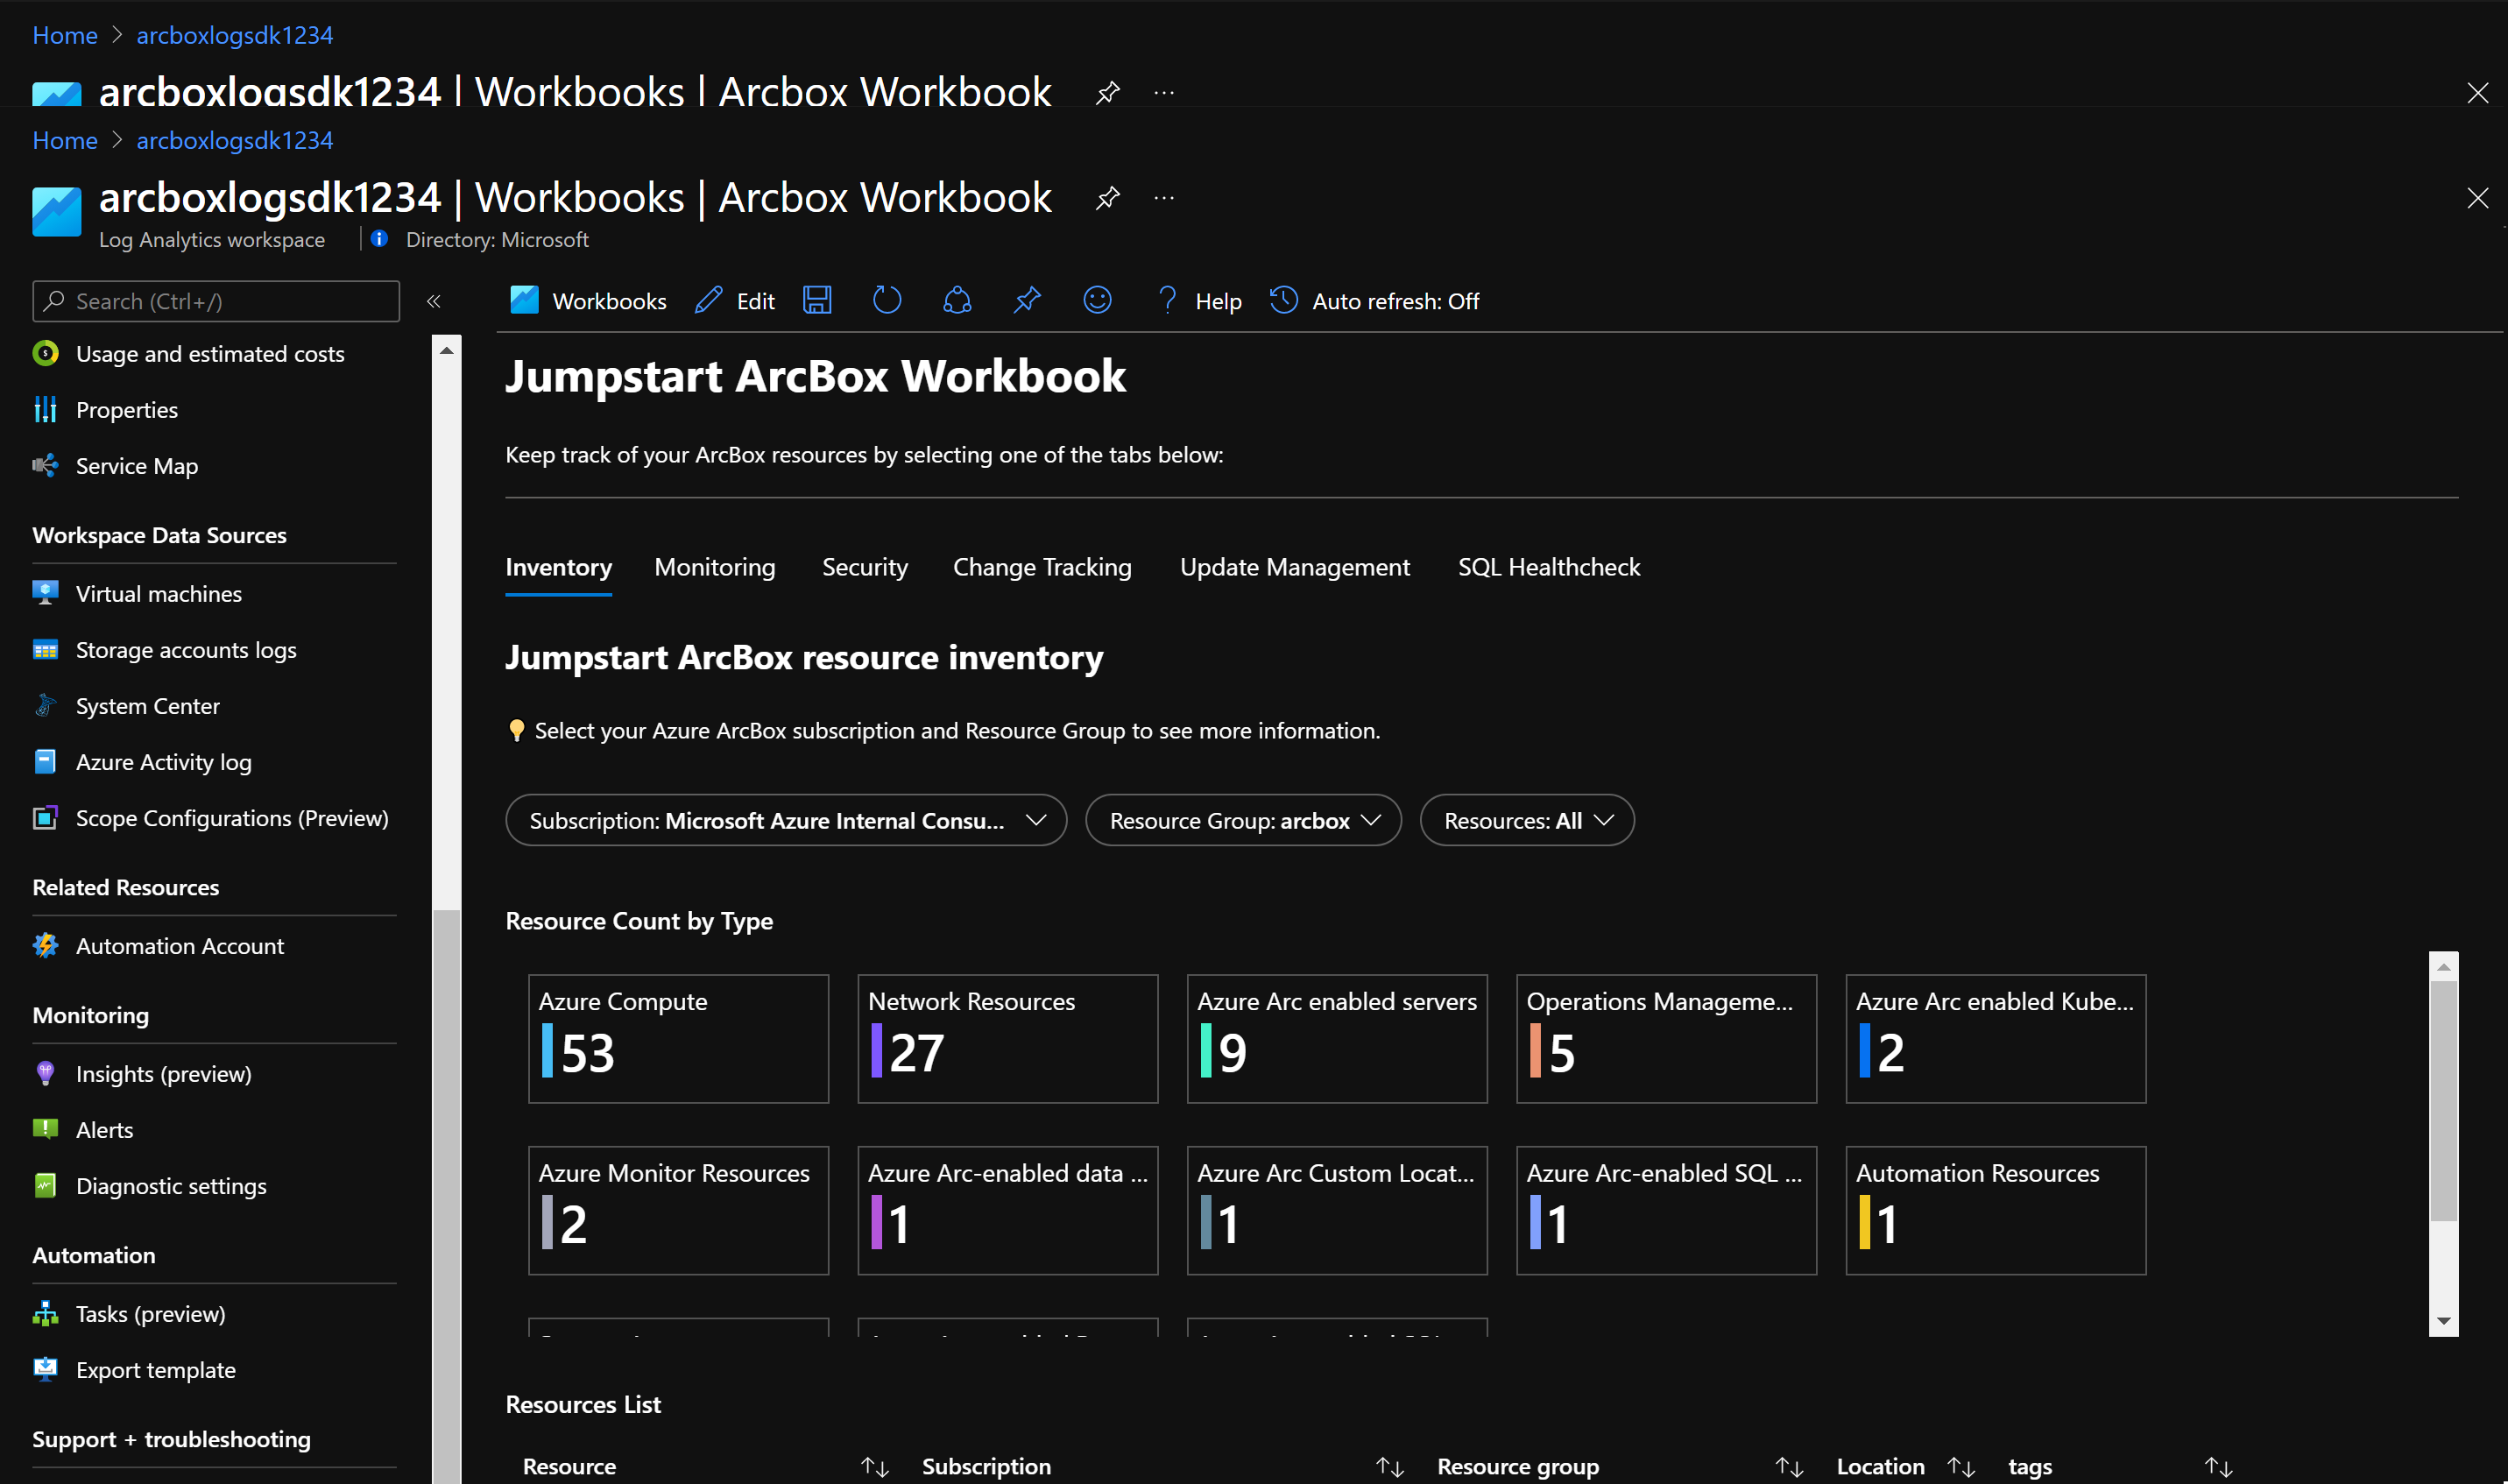 Home > arcboxlogsdk1234
arcboxlogsdk1234 | Workbooks | Arcbox Workbook ...
Home > arcboxlogsdk1234
arcboxlogsdk1234 | Workbooks | Arcbox Workbook ...
Log Analytics workspace | Directory: Microsoft
Search (Ctrl+/) «
Workbooks Edit Help Auto refresh: Off
Usage and estimated costs
Properties
Service Map
Workspace Data Sources
Virtual machines
Storage accounts logs
System Center
Azure Activity log
Scope Configurations (Preview)
Related Resources
Automation Account
Monitoring
Insights (preview)
Alerts
Diagnostic settings
Automation
Tasks (preview)
Export template
Support + troubleshooting
Jumpstart ArcBox Workbook
Keep track of your ArcBox resources by selecting one of the tabs below:
Inventory Monitoring Security Change Tracking Update Management SQL Healthcheck
Jumpstart ArcBox resource inventory
Select your Azure ArcBox subscription and Resource Group to see more information.
Subscription: Microsoft Azure Internal Consu... Resource Group: arcbox Resources: All
Resource Count by Type
Azure Compute
53
Network Resources
27
Azure Arc enabled servers
9
Operations Manageme...
5
Azure Arc enabled Kube...
2
Azure Monitor Resources
2
Azure Arc-enabled data ...
1
Azure Arc Custom Locat...
1
Azure Arc-enabled SQL ...
1
Automation Resources
1
Resources List
Resource Subscription Resource group Location tags